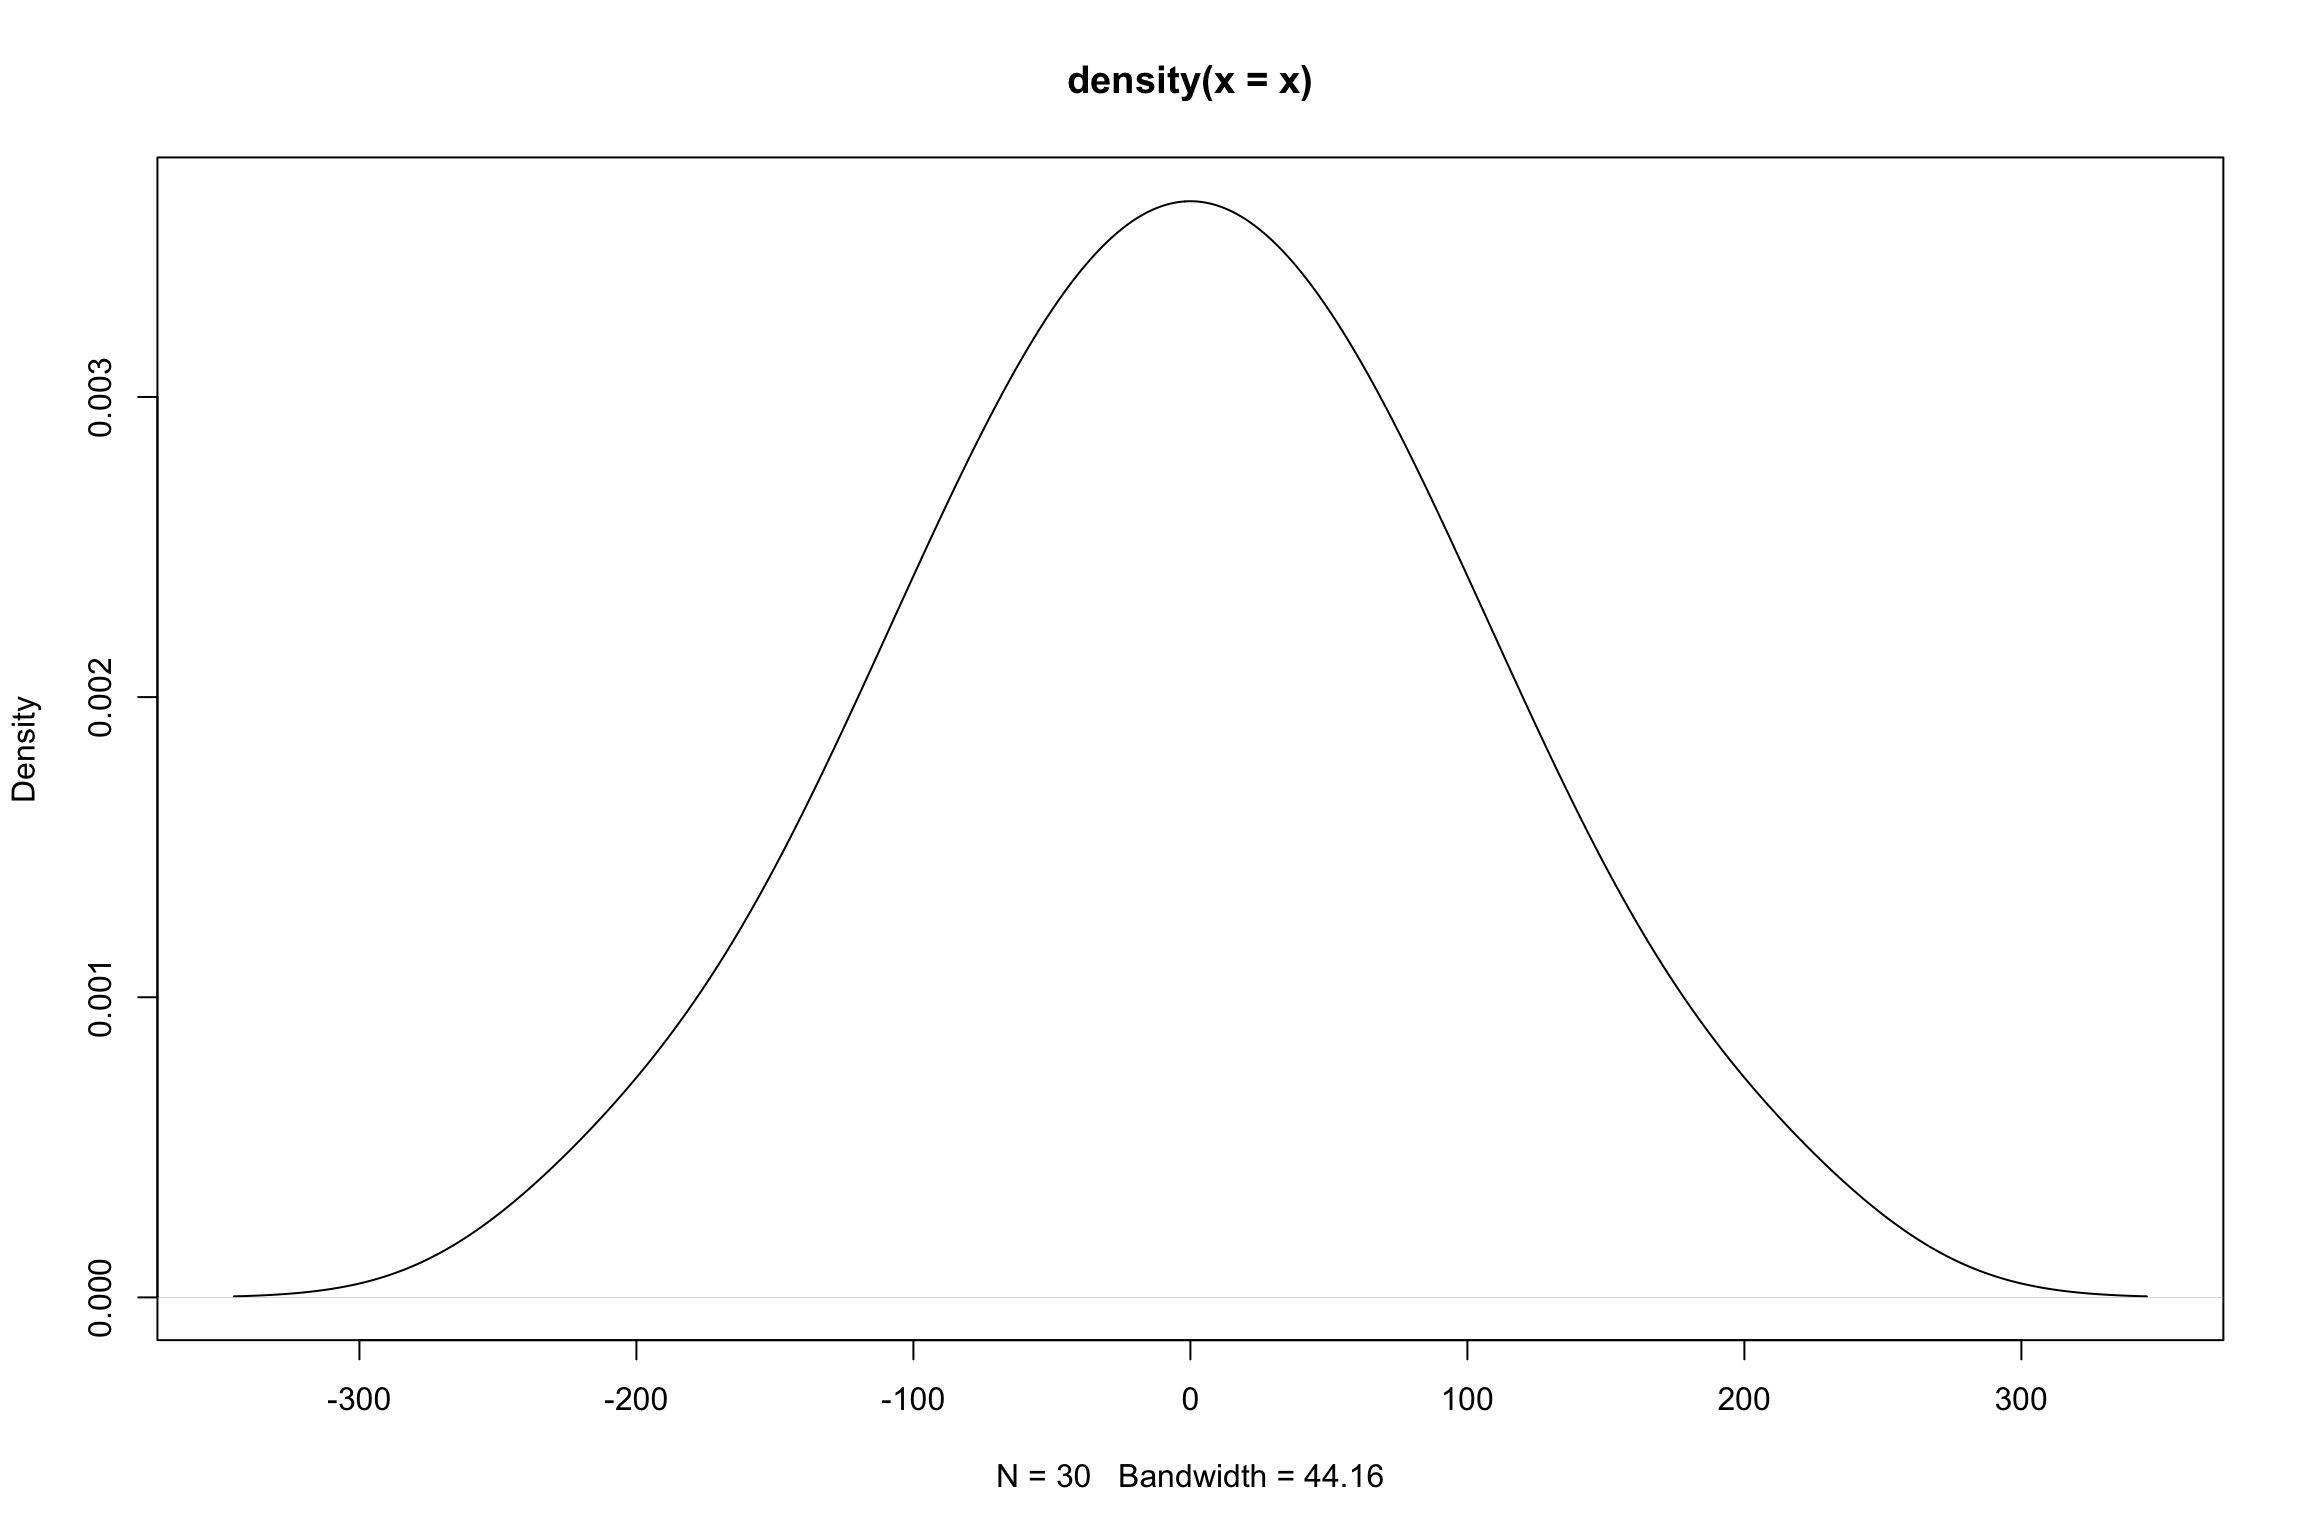 density(x = x)
Density
0.003
0.002
0.001
0.000
-300 -200 -100 0 100 200 300
N = 30 Bandwidth = 44.16